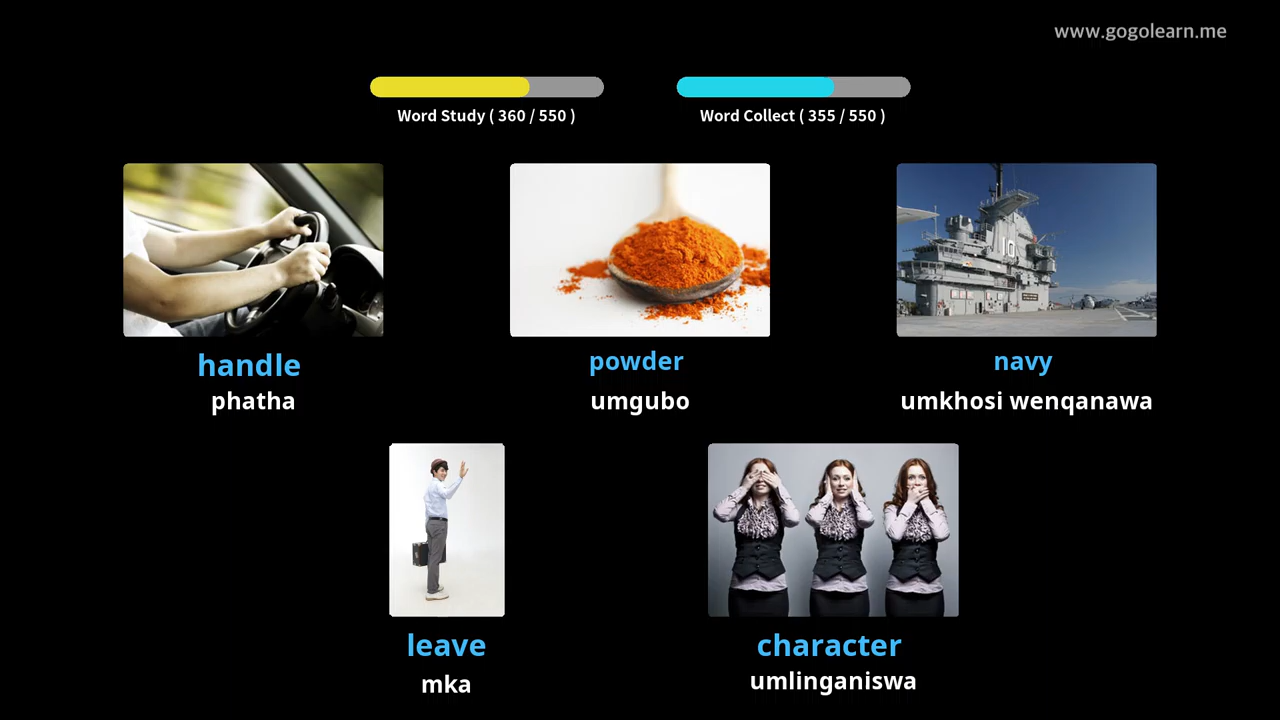 www.gogolearn.me
Word Study ( 360 / 550 )
Word Collect ( 355 / 550 )
16
handle
phatha
powder
umgubo
navy
umkhosi wenqanawa
leave
mka
character
umlinganiswa